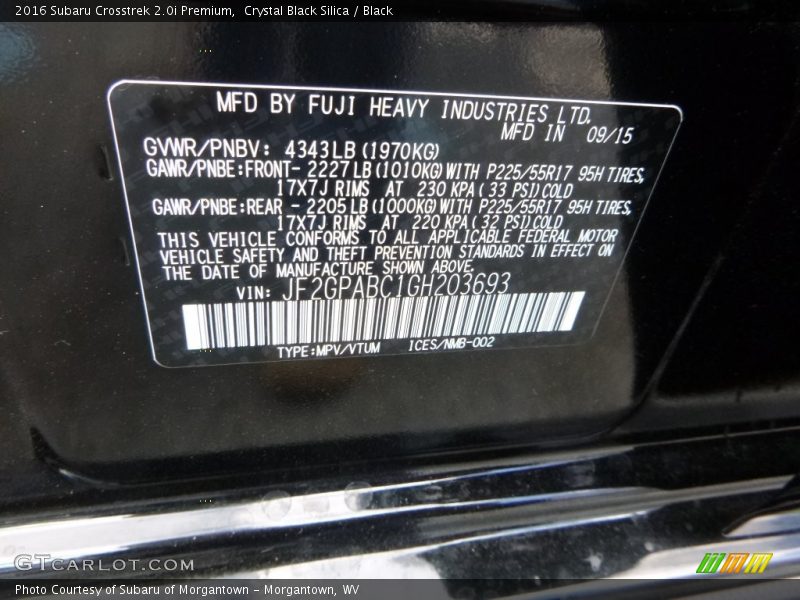 2016 Subaru Crosstrek 2.0i Premium,  Crystal Black Silica / Black
MFD BY FUJI HEAVY INDUSTRIES LTD.
MFD IN 09/15
GVWR/PNBV: 4343LB(1970KG)
GAWR/PNBE:FRONT- 2227LB(1010KG)WITH P225/55R17 95H TIRES,
17X7J RIMS AT 230 KPA( 33 PSI)COLD
GAWR/PNBE:REAR - 2205LB(1000KG)WITH P225/55R17 95H TIRES,
17X7J RIMS AT 220 KPA( 32 PSI)COLD
THIS VEHICLE CONFORMS TO ALL APPLICABLE FEDERAL MOTOR
VEHICLE SAFETY AND THEFT PREVENTION STANDARDS IN EFFECT ON
THE DATE OF MANUFACTURE SHOWN ABOVE.
VIN: JF2GPABC1GH203693
TYPE:MPV/VTUM ICES/NMB-002
GTCARLOT.COM
Photo Courtesy of Subaru of Morgantown - Morgantown, WV